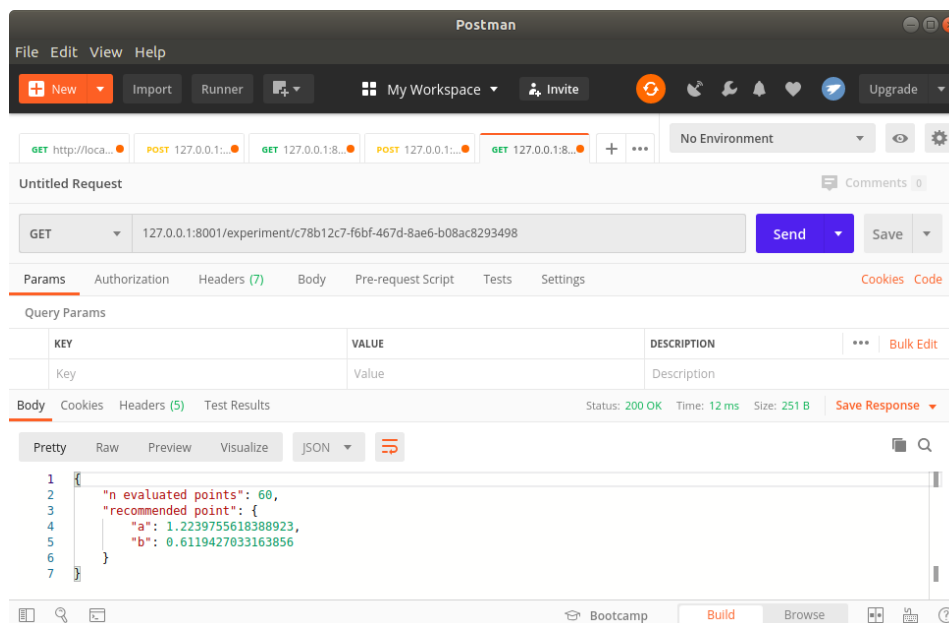 Postman
File Edit View Help
New Import Runner My Workspace Invite Upgrade
GET http://loca... POST 127.0.0.1:... GET 127.0.0.1:8... POST 127.0.0.1:... GET 127.0.0.1:8... + ••• No Environment
Untitled Request Comments 0
GET 127.0.0.1:8001/experiment/c78b12c7-f6bf-467d-8ae6-b08ac8293498 Send Save
Params Authorization Headers (7) Body Pre-request Script Tests Settings Cookies Code
Query Params
KEY VALUE DESCRIPTION ••• Bulk Edit
Key Value Description
Body Cookies Headers (5) Test Results Status: 200 OK Time: 12 ms Size: 251 B Save Response
Pretty Raw Preview Visualize JSON
1 {
2 "n evaluated points": 60,
3 "recommended point": {
4 "a": 1.2239755618388923,
5 "b": 0.6119427033163856
6 }
7 }
Bootcamp Build Browse